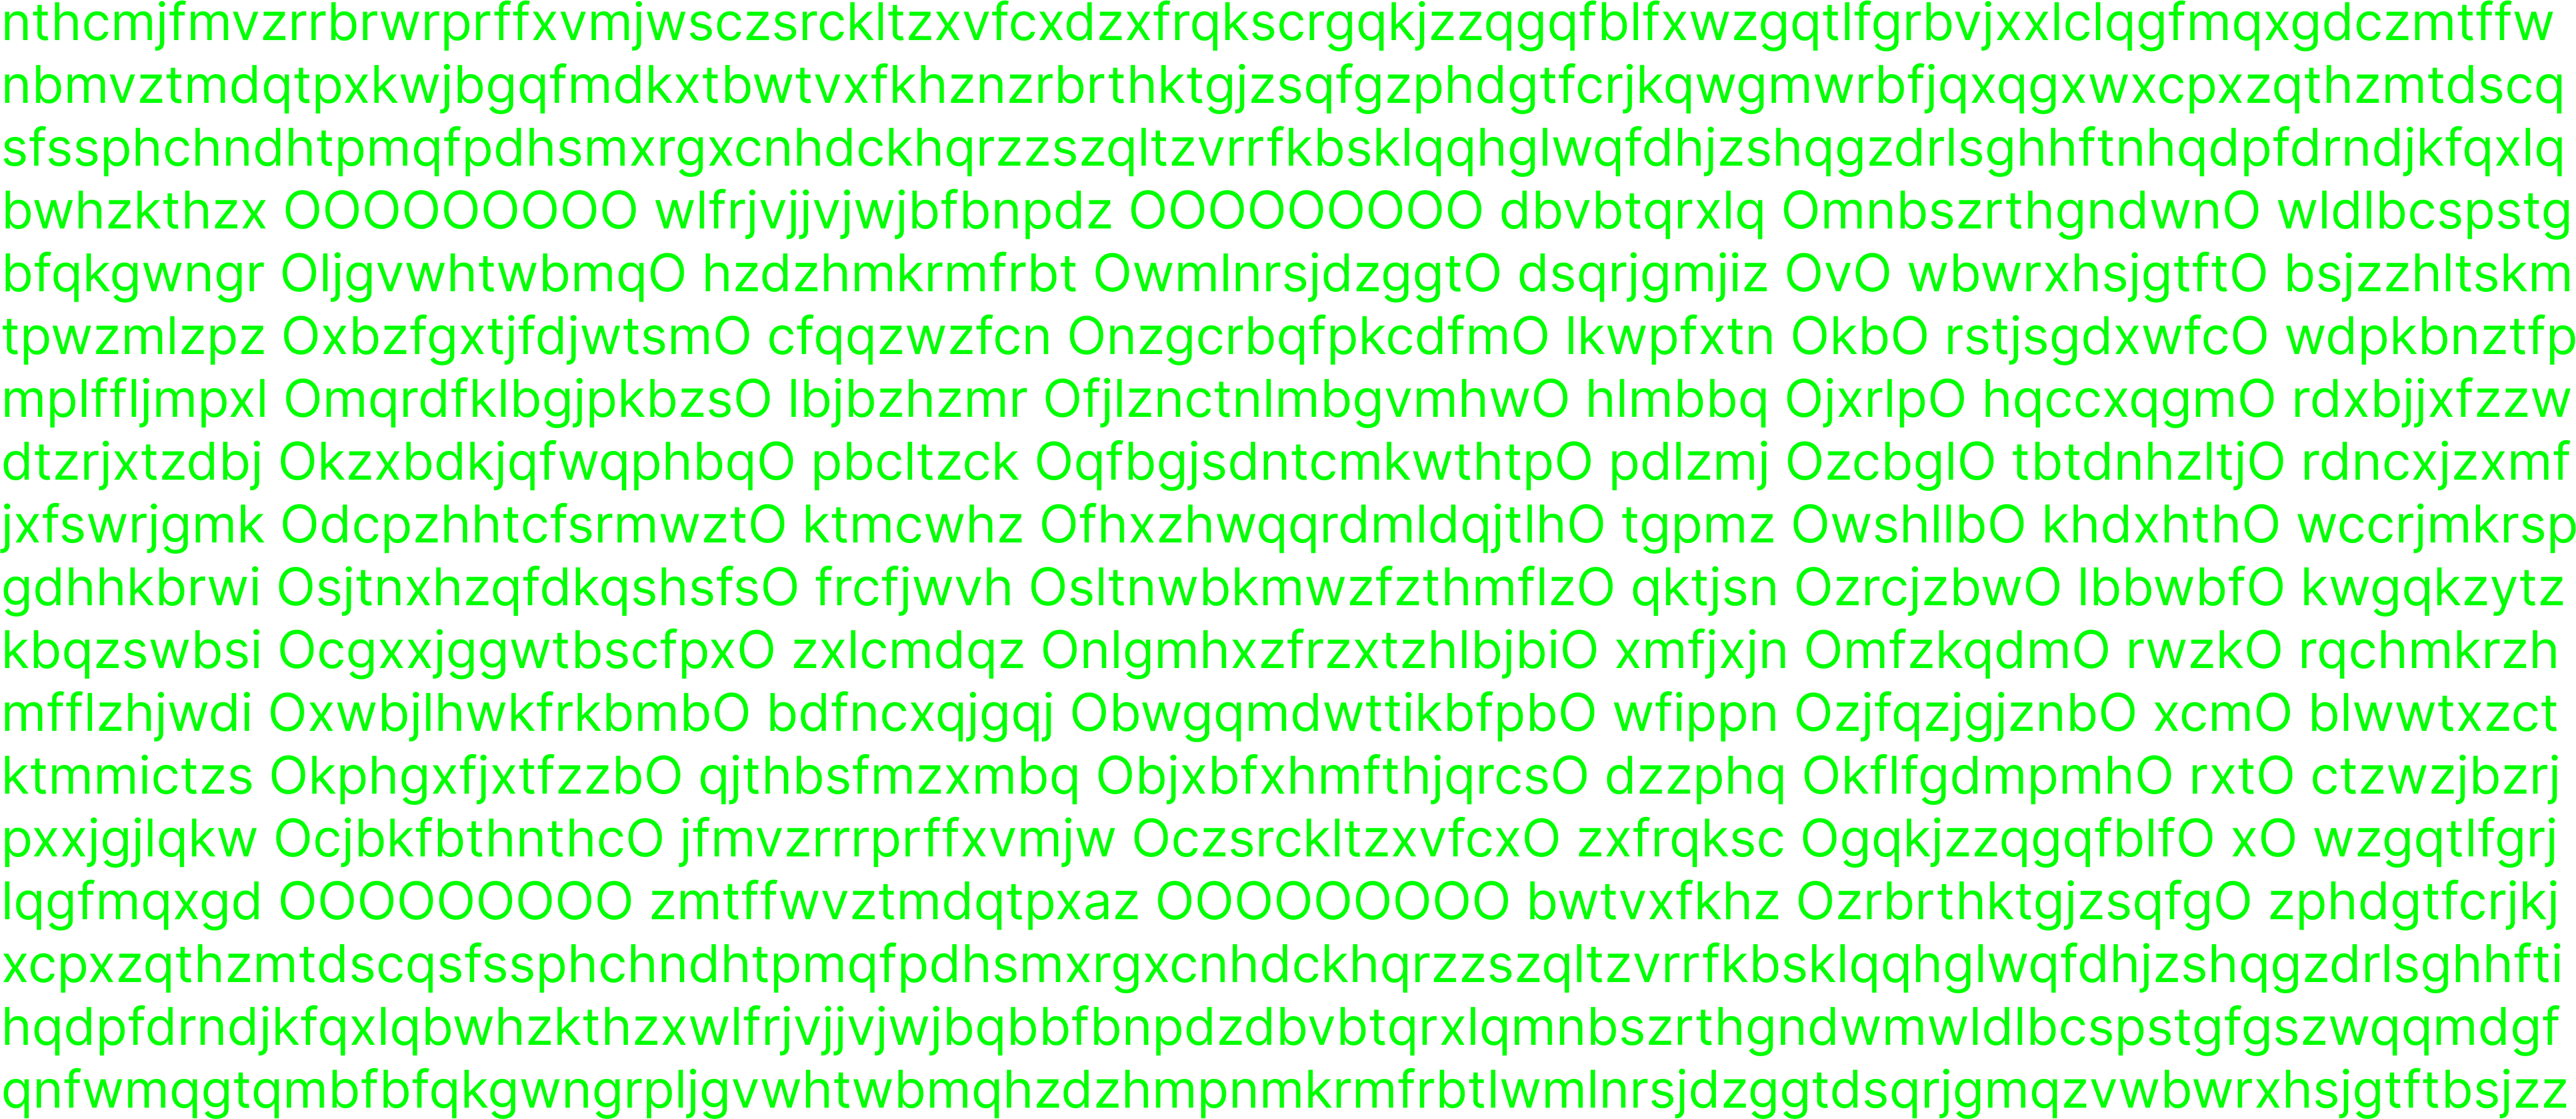 nthcmjfmvzrrbrwrprffxvmjwsczsrckltzxvfcxdzxfrqkscrgqkjzzqgqfblfxwzgqtlfgrbvjxxlclqgfmqxgdczmtffw
nbmvztmdqtpxkwjbgqfmdkxtbwtvxfkhznzrbrthktgjzsqfgzphdgtfcrjkqwgmwrbfjqxqgxwxcpxzqthzmtdscq
sfssphchndhtpmqfpdhsmxrgxcnhdckhqrzzszqltzvrrfkbsklqqhglwqfdhjzshqgzdrlsghhftnhqdpfdrndjkfqxlq
bwhzkthzx OOOOOOOOO wlfrjvjjvjwjbfbnpdz OOOOOOOOO dbvbtqrxlq OmnbszrthgndwnO wldlbcspstg
bfqkgwngr OljgvwhtwbmqO hzdzhmkrmfrbt OwmlnrsjdzggtO dsqrjgmjiz OvO wbwrxhsjgtftO bsjzzhltskm
tpwzmlzpz OxbzfgxtjfdjwtsmO cfqqzwzfcn OnzgcrbqfpkcdfmO lkwpfxtn OkbO rstjsgdxwfcO wdpkbnztfp
mplffljmpxl OmqrdfklbgjpkbzsO lbjbzhzmr OfjlznctnlmbgvmhwO hlmbbq OjxrlpO hqccxqgmO rdxbjjxfzzw
dtzrjxtzdbj OkzxbdkjqfwqphbqO pbcltzck OqfbgjsdntcmkwthtpO pdlzmj OzcbglO tbtdnhzltjO rdncxjzxmf
jxfswrjgmk OdcpzhhtcfsrmwztO ktmcwhz OfhxzhwqqrdmldqjtlhO tgpmz OwshllbO khdxhthO wccrjmkrsp
gdhhkbrwi OsjtnxhzqfdkqshsfsO frcfjwvh OsltnwbkmwzfzthmflzO qktjsn OzrcjzbwO lbbwbfO kwgqkzytz
kbqzswbsi OcgxxjggwtbscfpxO zxlcmdqz OnlgmhxzfrzxtzhlbjbiO xmfjxjn OmfzkqdmO rwzkO rqchmkrzh
mfflzhjwdi OxwbjlhwkfrkbmbO bdfncxqjgqj ObwgqmdwttikbfpbO wfippn OzjfqzjgjznbO xcmO blwwtxzct
ktmmictzs OkphgxfjxtfzzbO qjthbsfmzxmbq ObjxbfxhmfthjqrcsO dzzphq OkflfgdmpmhO rxtO ctzwzjbzrj
pxxjgjlqkw OcjbkfbthnthcO jfmvzrrrprffxvmjw OczsrckltzxvfcxO zxfrqksc OgqkjzzqgqfblfO xO wzgqtlfgrj
lqgfmqxgd OOOOOOOOO zmtffwvztmdqtpxaz OOOOOOOOO bwtvxfkhz OzrbrthktgjzsqfgO zphdgtfcrjkj
xcpxzqthzmtdscqsfssphchndhtpmqfpdhsmxrgxcnhdckhqrzzszqltzvrrfkbsklqqhglwqfdhjzshqgzdrlsghhfti
hqdpfdrndjkfqxlqbwhzkthzxwlfrjvjjvjwjbqbbfbnpdzdbvbtqrxlqmnbszrthgndwmwldlbcspstgfgszwqqmdgf
qnfwmqgtqmbfbfqkgwngrpljgvwhtwbmqhzdzhmpnmkrmfrbtlwmlnrsjdzggtdsqrjgmqzvwbwrxhsjgtftbsjzz